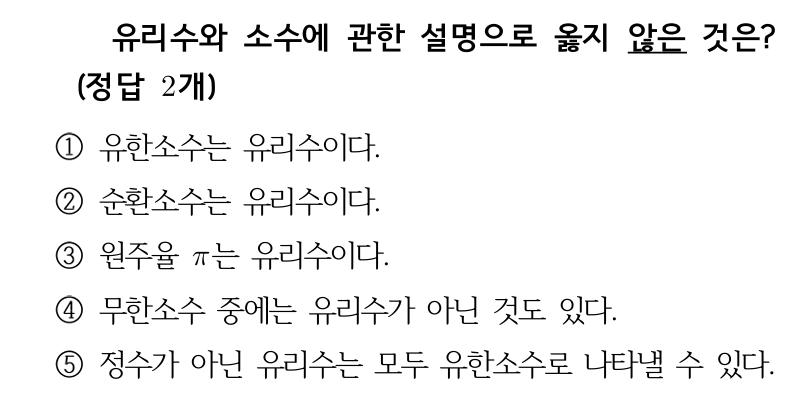 유리수와 소수에 관한 설명으로 옳지 않은 것은?
(정답 2개)
① 유한소수는 유리수이다.
② 순환소수는 유리수이다.
③ 원주율 π는 유리수이다.
④ 무한소수 중에는 유리수가 아닌 것도 있다.
⑤ 정수가 아닌 유리수는 모두 유한소수로 나타낼 수 있다.